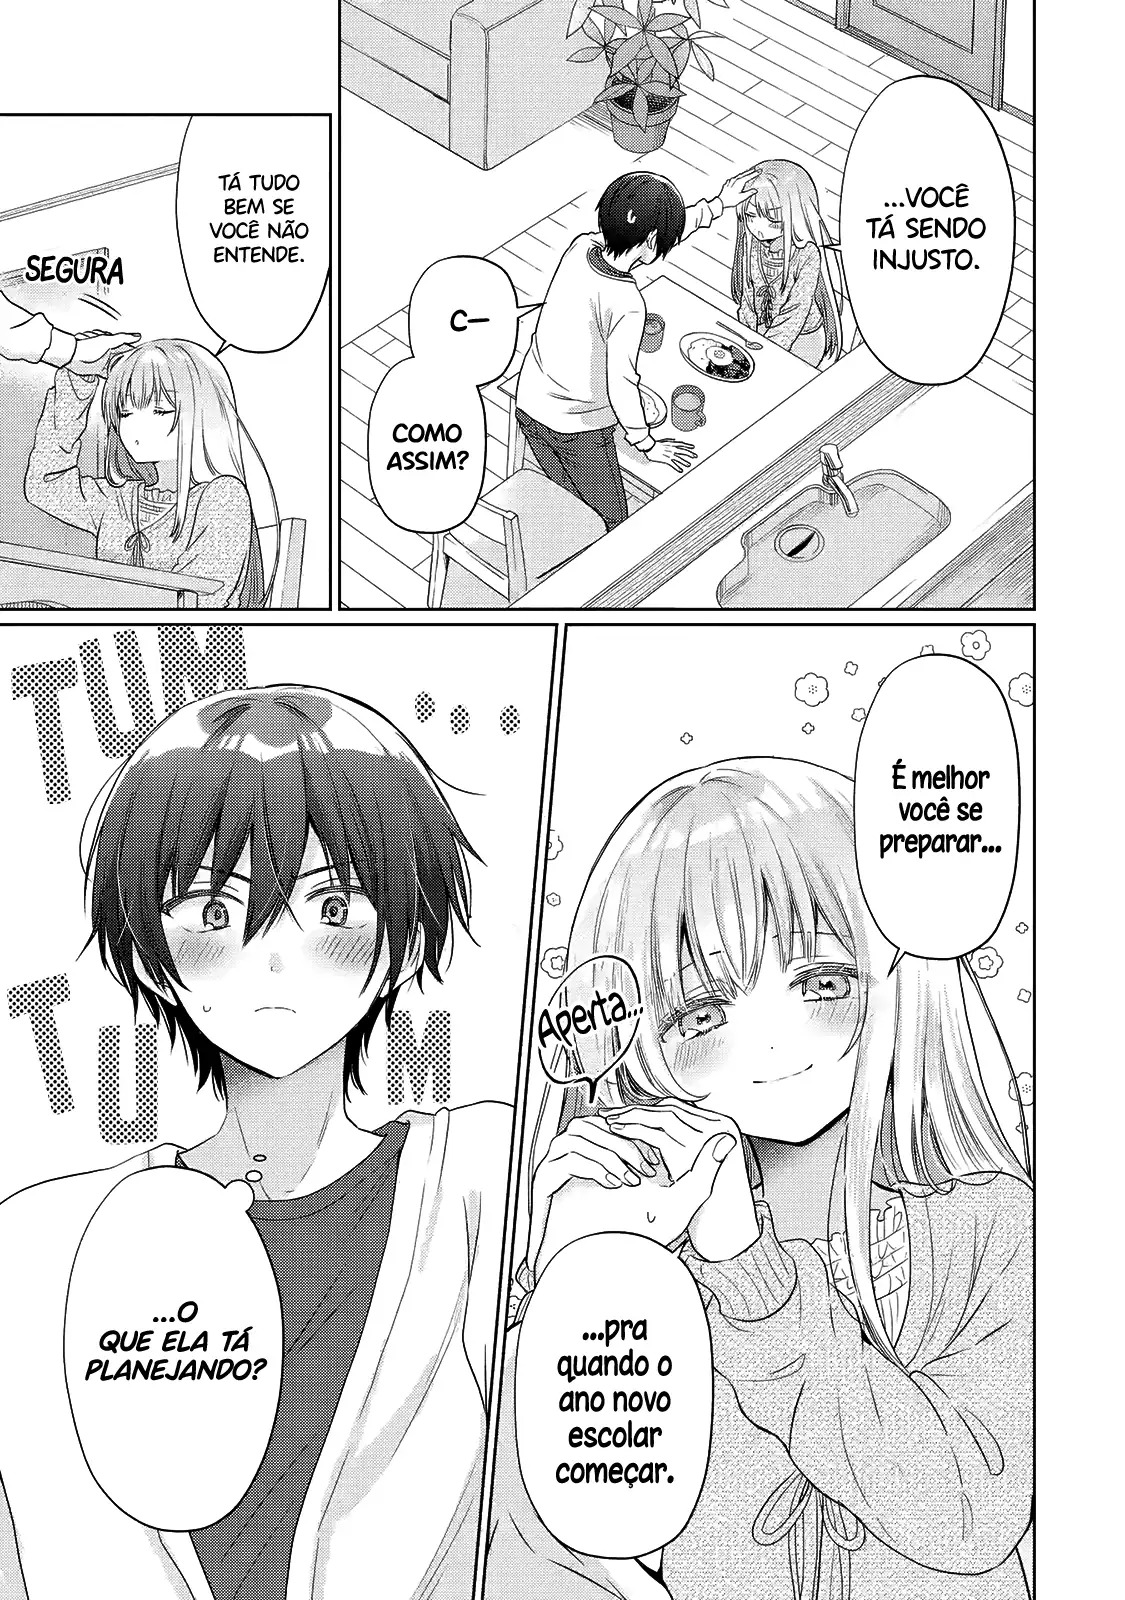 ...VOCÊ
TÁ SENDO
INJUSTO.
C—
COMO
ASSIM?
TÁ TUDO
BEM SE
VOCÊ NÃO
ENTENDE.
SEGURA
É melhor
você se
preparar...
Aperta...
...pra
quando o
ano novo
escolar
começar.
TUM
...
TUM
...O
QUE ELA TÁ
PLANEJANDO?